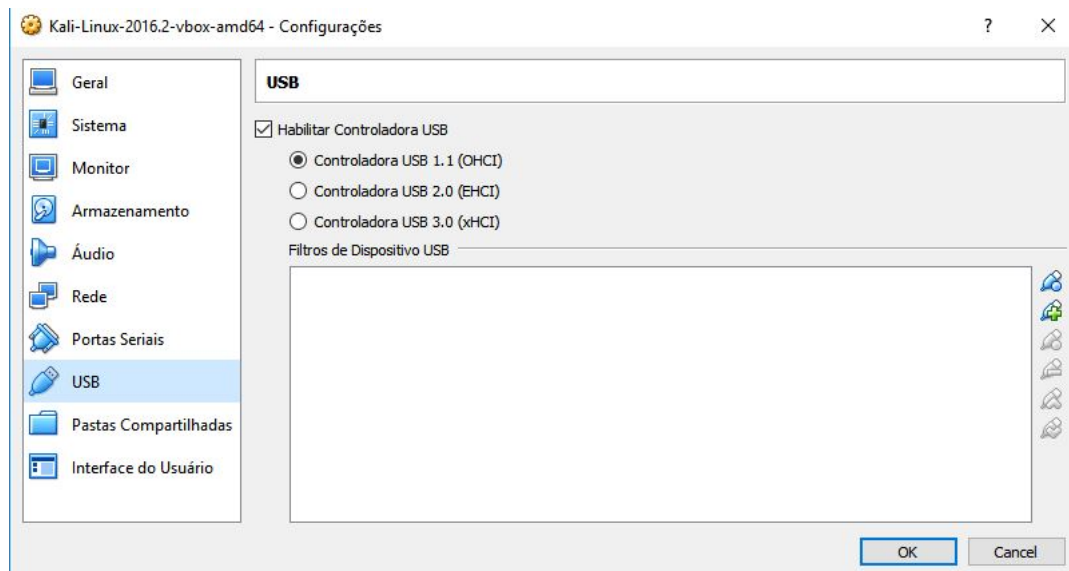 Kali-Linux-2016.2-vbox-amd64 - Configurações
Geral
Sistema
Monitor
Armazenamento
Áudio
Rede
Portas Seriais
USB
Pastas Compartilhadas
Interface do Usuário
USB
Habilitar Controladora USB
Controladora USB 1.1 (OHCI)
Controladora USB 2.0 (EHCI)
Controladora USB 3.0 (xHCI)
Filtros de Dispositivo USB
OK
Cancel